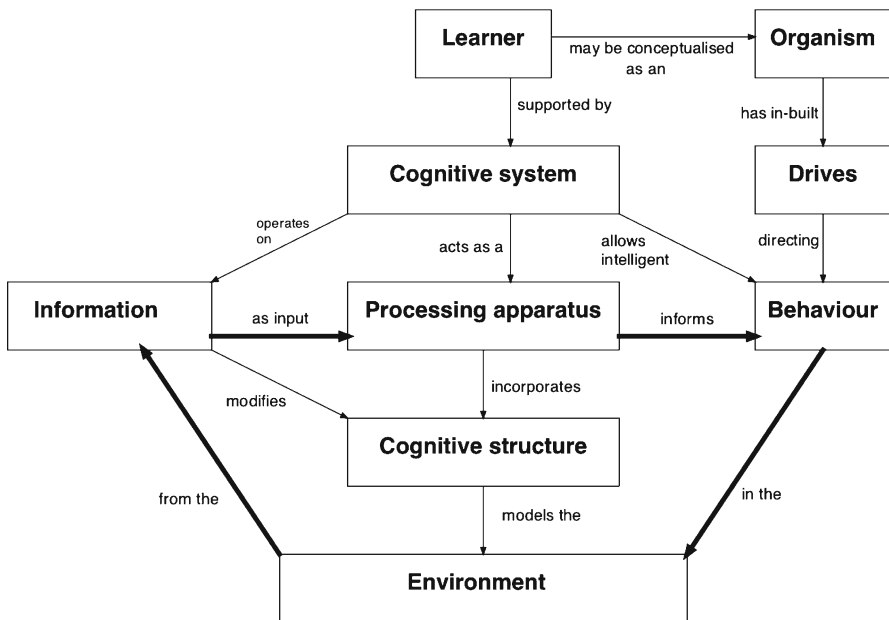 Learner
may be conceptualised
as an
Organism
supported by
has in-built
Cognitive system
Drives
operates
on
acts as a
allows
intelligent
directing
Information
as input
Processing apparatus
informs
Behaviour
modifies
incorporates
Cognitive structure
from the
models the
in the
Environment